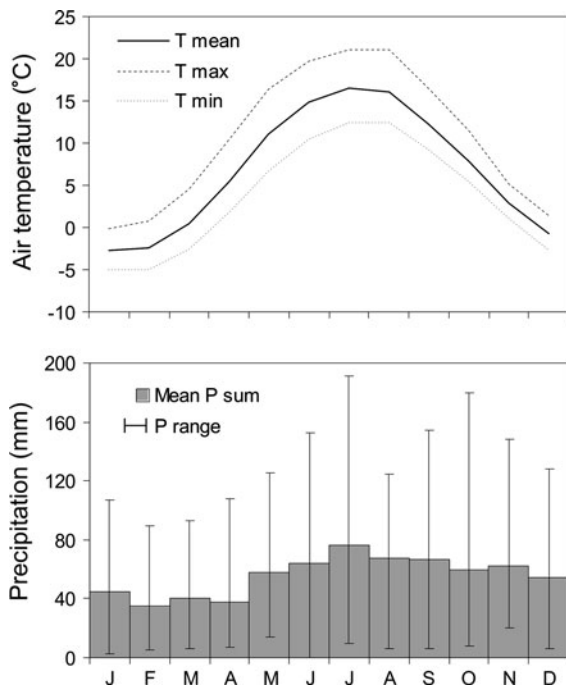 25
20
15
10
5
0
-5
-10
Air temperature (°C)
T mean
T max
T min
200
160
120
80
40
0
Precipitation (mm)
Mean P sum
P range
J F M A M J J A S O N D